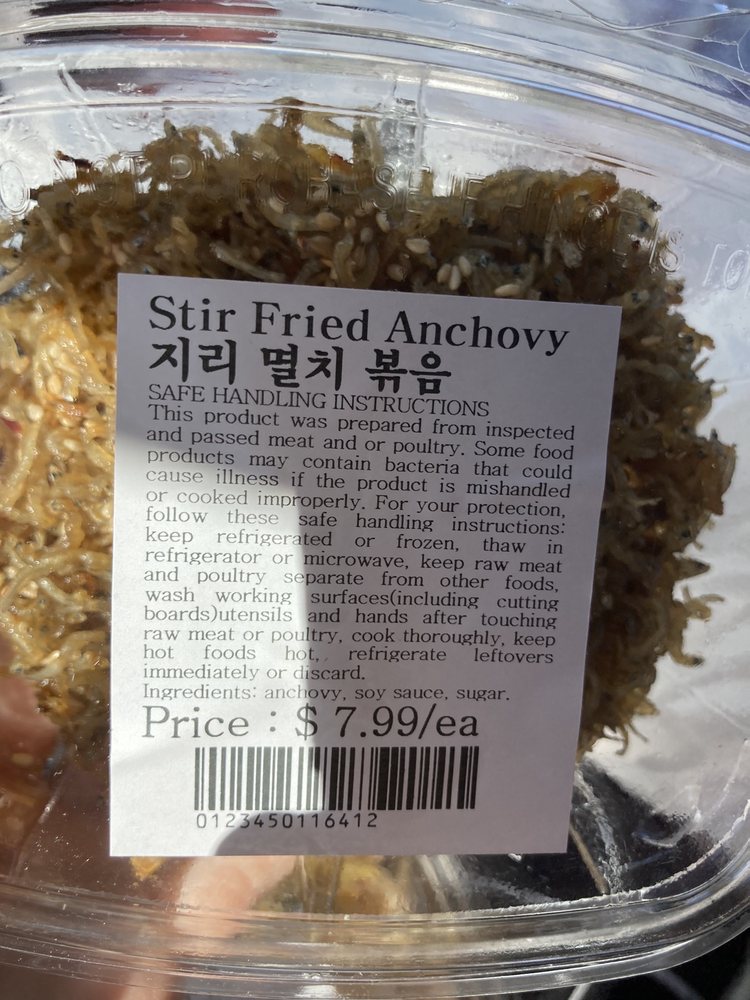 Stir Fried Anchovy
지리 멸치 볶음
SAFE HANDLING INSTRUCTIONS
This product was prepared from inspected
and passed meat and or poultry. Some food
products may contain bacteria that could
cause illness if the product is mishandled
or cooked improperly. For your protection,
follow these safe handling instructions:
keep refrigerated or frozen, thaw in
refrigerator or microwave, keep raw meat
and poultry separate from other foods,
wash working surfaces(including cutting
boards)utensils and hands after touching
raw meat or poultry, cook thoroughly, keep
hot foods hot, refrigerate leftovers
immediately or discard.
Ingredients: anchovy, soy sauce, sugar.
Price : $ 7.99/ea
0123450116412